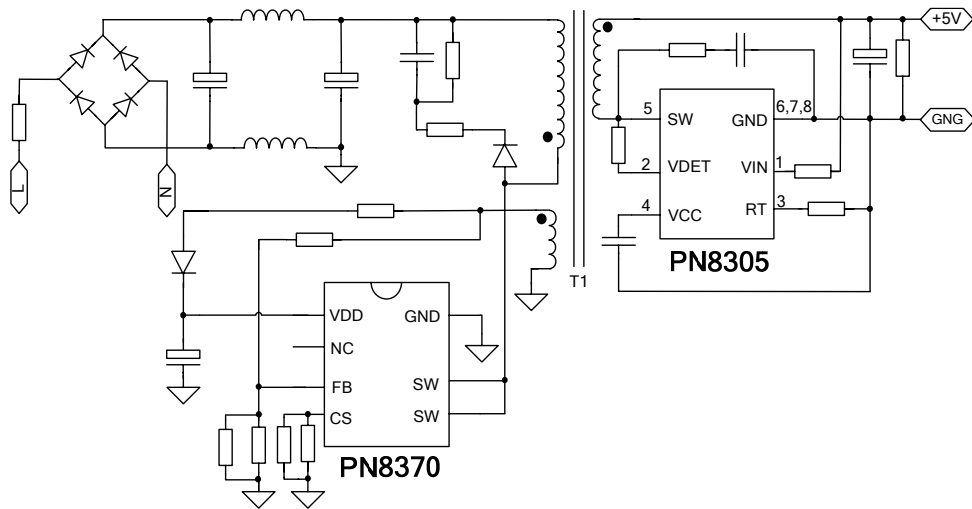 +5V
5
SW
6,7,8
GND
GNG
2
VDET
1
VIN
L
N
4
VCC
3
RT
PN8305
T1
VDD
GND
NC
FB
SW
CS
SW
PN8370